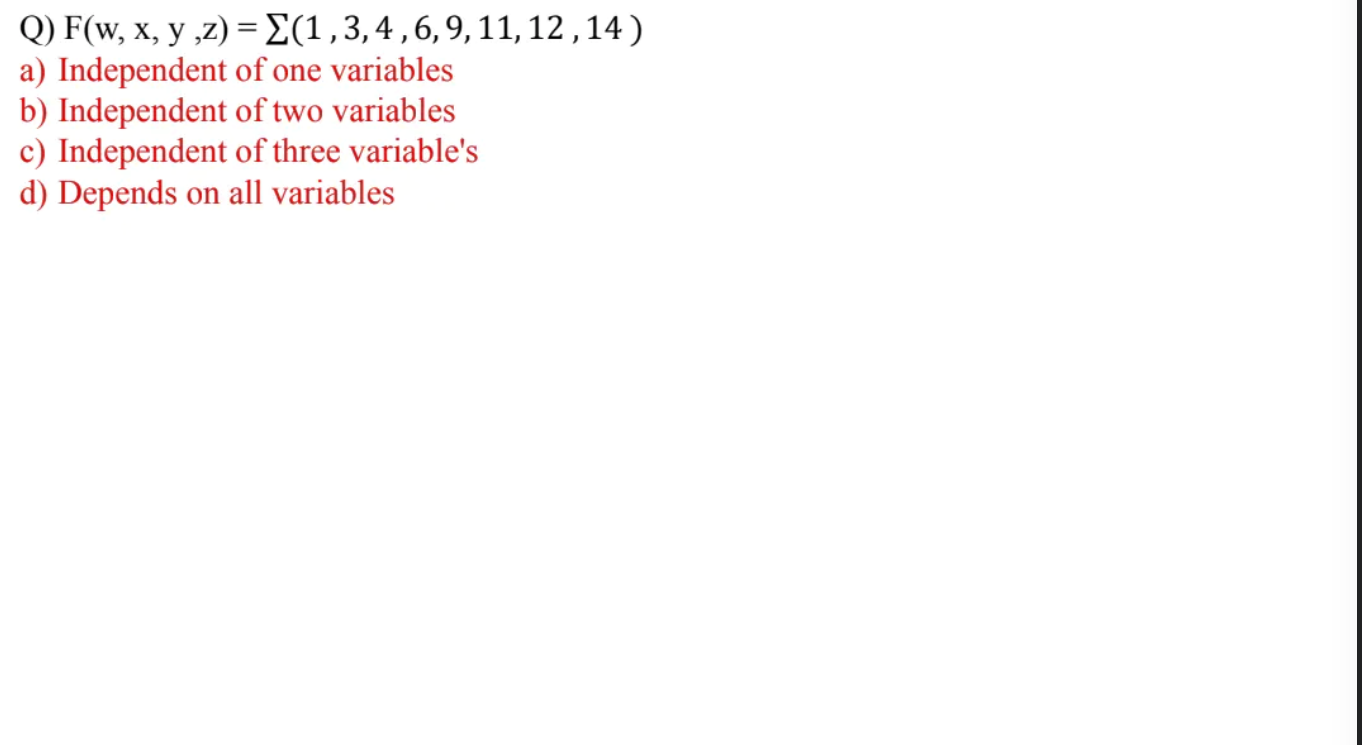 Q) F(w, x, y ,z) = ∑(1 , 3, 4 , 6, 9, 11, 12 , 14 )
a) Independent of one variables
b) Independent of two variables
c) Independent of three variable's
d) Depends on all variables